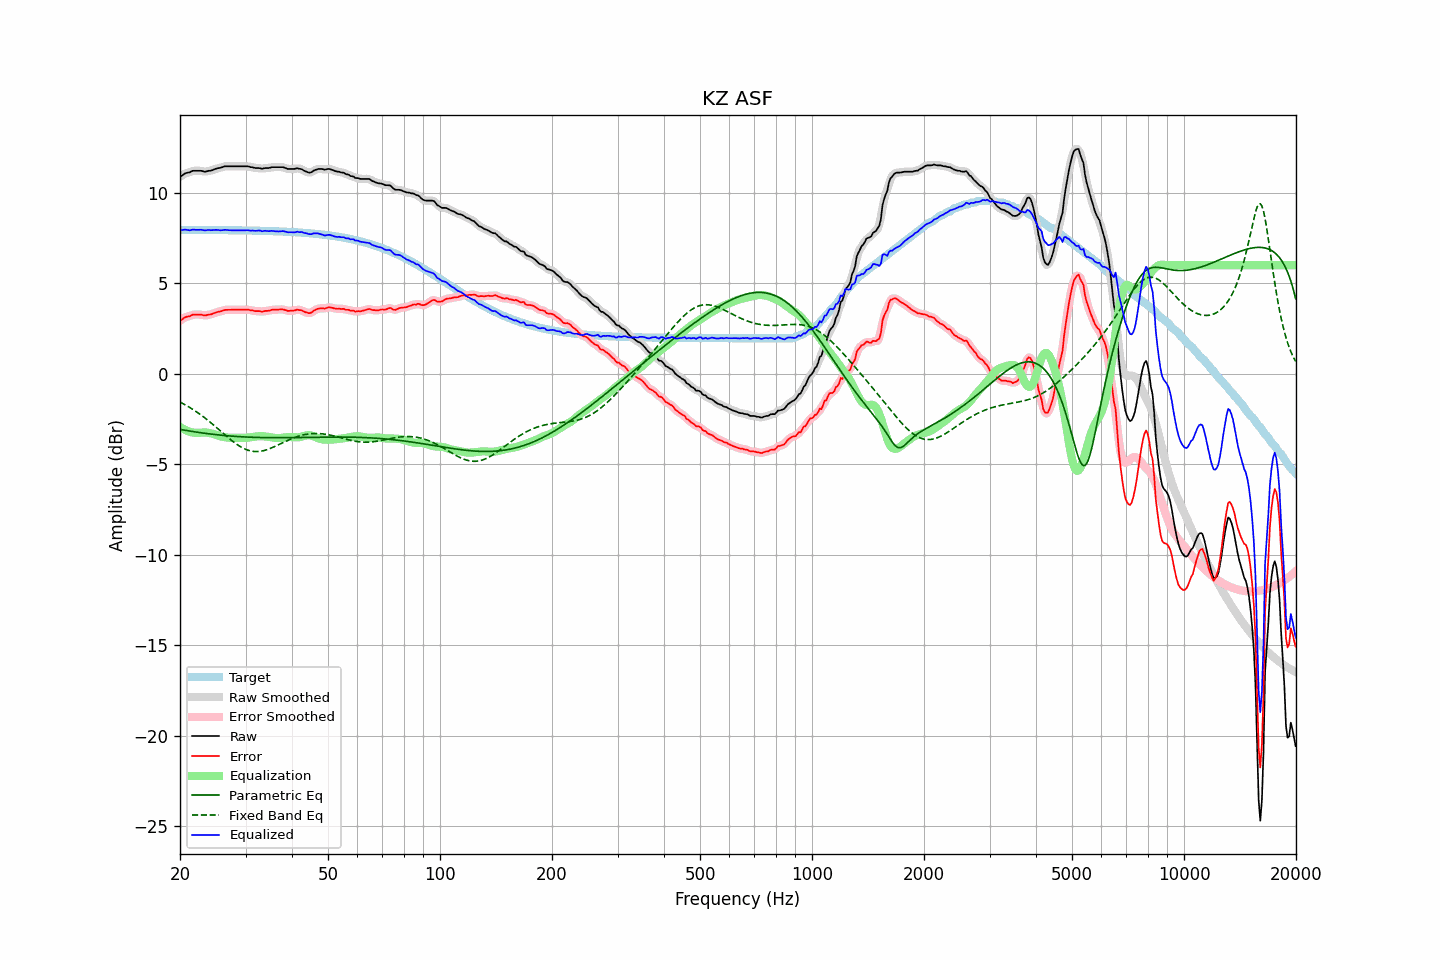 KZ ASF
Amplitude (dBr)
10
5
0
−5
−10
−15
−20
−25
Target
Raw Smoothed
Error Smoothed
Raw
Error
Equalization
Parametric Eq
Fixed Band Eq
Equalized
20 50 100 200 500 1000 2000 5000 10000 20000
Frequency (Hz)